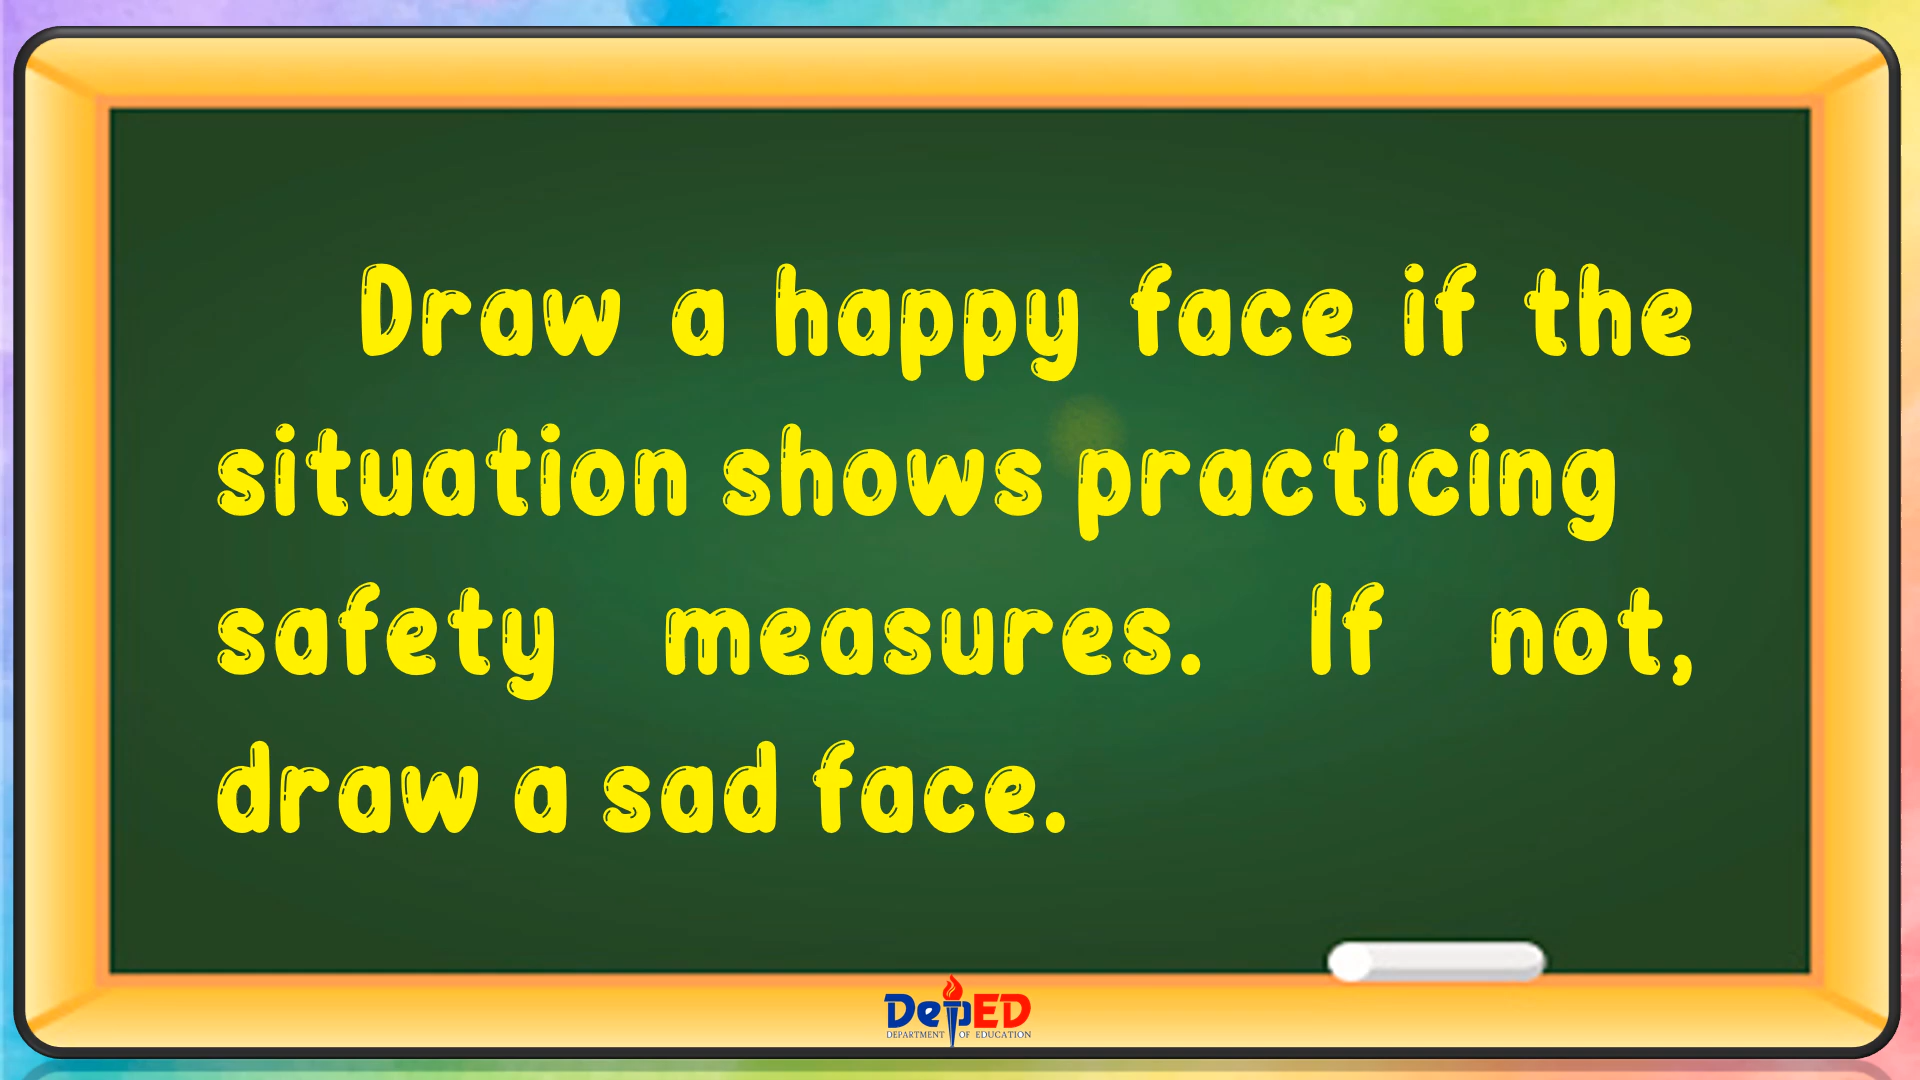 Draw a happy face if the
situation shows practicing
safety measures. If not,
draw a sad face.
DepED
DEPARTMENT OF EDUCATION